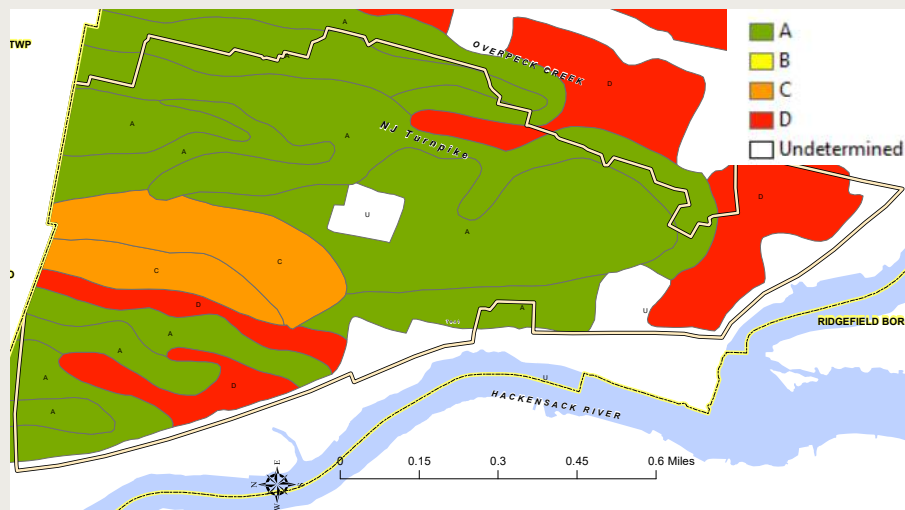 A
TWP
A
OVERPECK CREEK
D
A
A
NJ Turnpike
A
D
U
A
C
C
D
D
A
U
A
A
RIDGEFIELD BOR
A
U
D
A
HACKENSACK RIVER
0
0.15
0.3
0.45
0.6 Miles
N
E
S
W
A
B
C
D
Undetermined